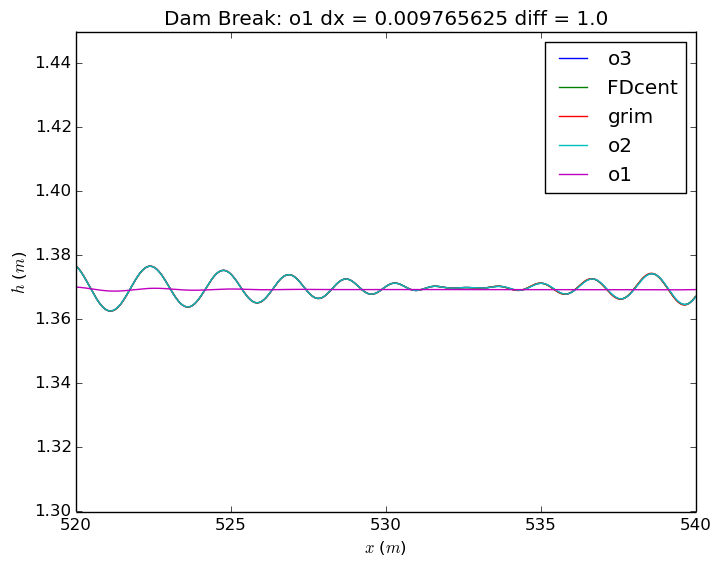 Dam Break: o1 dx = 0.009765625 diff = 1.0
o3
FDcent
grim
o2
o1
1.44
1.42
1.40
1.38
1.36
1.34
1.32
1.30
h (m)
520
525
530
535
540
x (m)